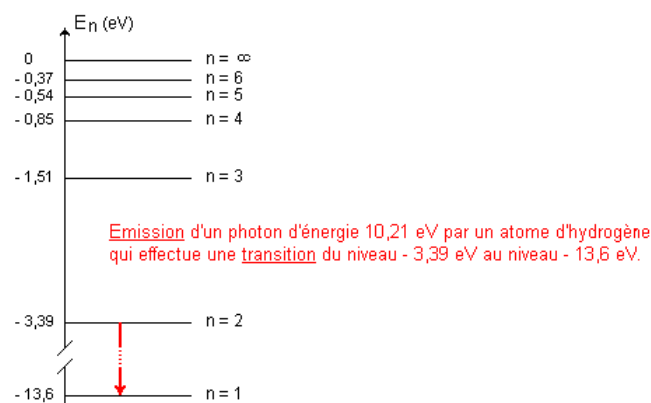 En (eV)
0 n = ∞
- 0,37 n = 6
- 0,54 n = 5
- 0,85 n = 4
- 1,51 n = 3
Emission d'un photon d'énergie 10,21 eV par un atome d'hydrogène
qui effectue une transition du niveau - 3,39 eV au niveau - 13,6 eV.
- 3,39 n = 2
- 13,6 n = 1